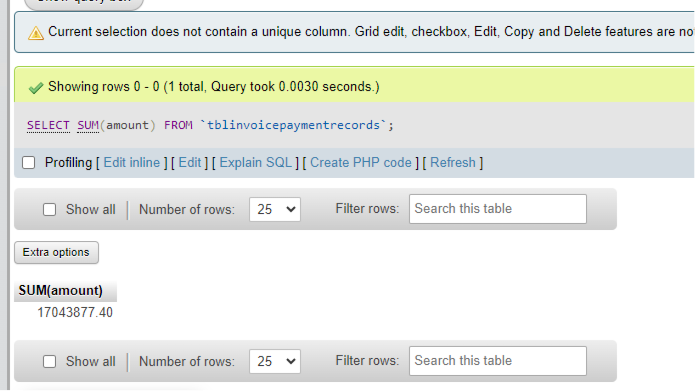 Current selection does not contain a unique column. Grid edit, checkbox, Edit, Copy and Delete features are no
Showing rows 0 - 0 (1 total, Query took 0.0030 seconds.)
SELECT SUM(amount) FROM `tblinvoicepaymentrecords`;
Profiling [ Edit inline ] [ Edit ] [ Explain SQL ] [ Create PHP code ] [ Refresh ]
Show all | Number of rows: 25 Filter rows: Search this table
Extra options
SUM(amount)
17043877.40
Show all | Number of rows: 25 Filter rows: Search this table